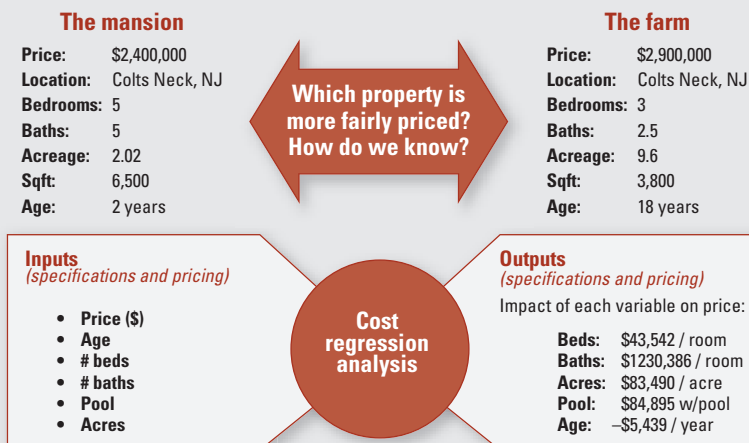 The mansion
Price: $2,400,000
Location: Colts Neck, NJ
Bedrooms: 5
Baths: 5
Acreage: 2.02
Sqft: 6,500
Age: 2 years
Which property is
more fairly priced?
How do we know?
The farm
Price: $2,900,000
Location: Colts Neck, NJ
Bedrooms: 3
Baths: 2.5
Acreage: 9.6
Sqft: 3,800
Age: 18 years
Inputs
(specifications and pricing)
• Price ($)
• Age
• # beds
• # baths
• Pool
• Acres
Cost
regression
analysis
Outputs
(specifications and pricing)
Impact of each variable on price:
Beds: $43,542 / room
Baths: $1230,386 / room
Acres: $83,490 / acre
Pool: $84,895 w/pool
Age: –$5,439 / year